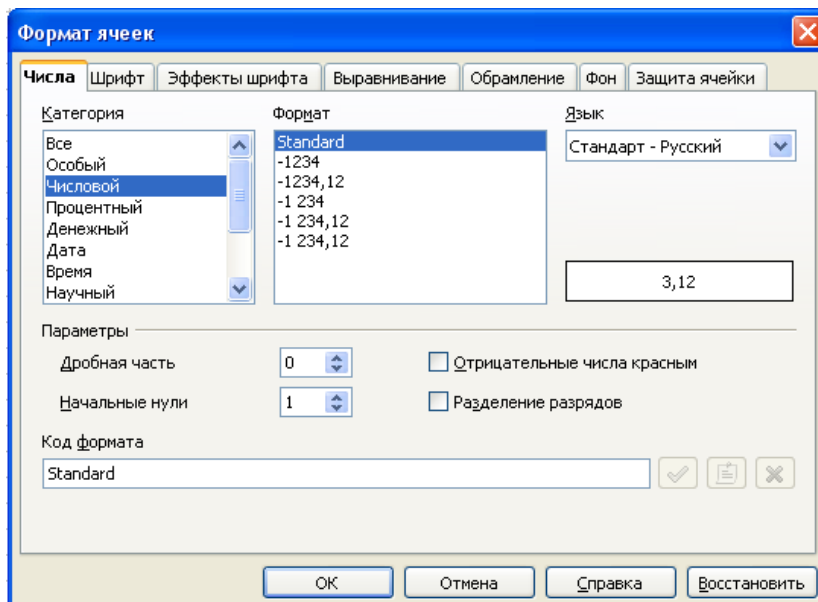 Формат ячеек
Числа Шрифт Эффекты шрифта Выравнивание Обрамление Фон Защита ячейки
Категория Формат Язык
Все
Особый
Числовой
Процентный
Денежный
Дата
Время
Научный
Standard
-1234
-1234,12
-1 234
-1 234,12
-1 234,12
Стандарт - Русский
3,12
Параметры
Дробная часть 0 Отрицательные числа красным
Начальные нули 1 Разделение разрядов
Код формата
Standard
ОК Отмена Справка Восстановить